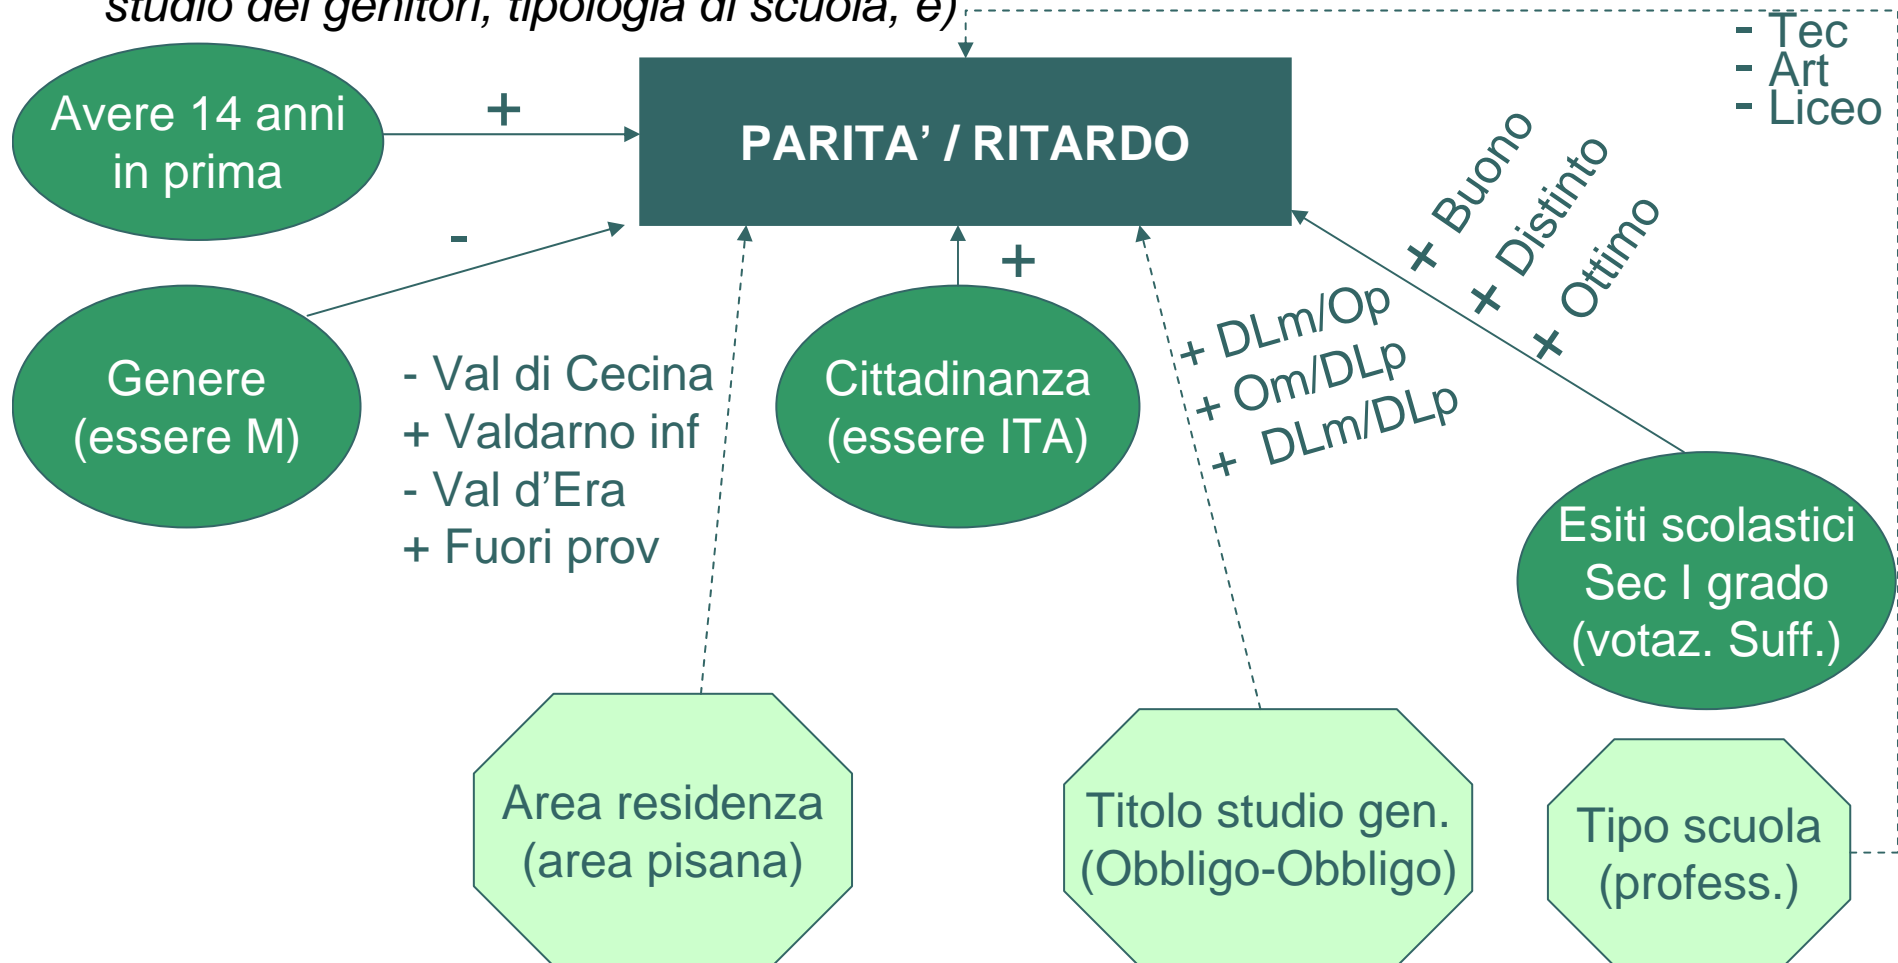 studio dei genitori, tipologia di scuola, e)
- Tec
- Art
- Liceo
Avere 14 anni
in prima
+
PARITA’ / RITARDO
+ Buono
+ Distinto
+ Ottimo
-
+
Genere
(essere M)
- Val di Cecina
+ Valdarno inf
- Val d’Era
+ Fuori prov
Cittadinanza
(essere ITA)
+ DLm/Op
+ Om/DLp
+ DLm/DLp
Esiti scolastici
Sec I grado
(votaz. Suff.)
Area residenza
(area pisana)
Titolo studio gen.
(Obbligo-Obbligo)
Tipo scuola
(profess.)